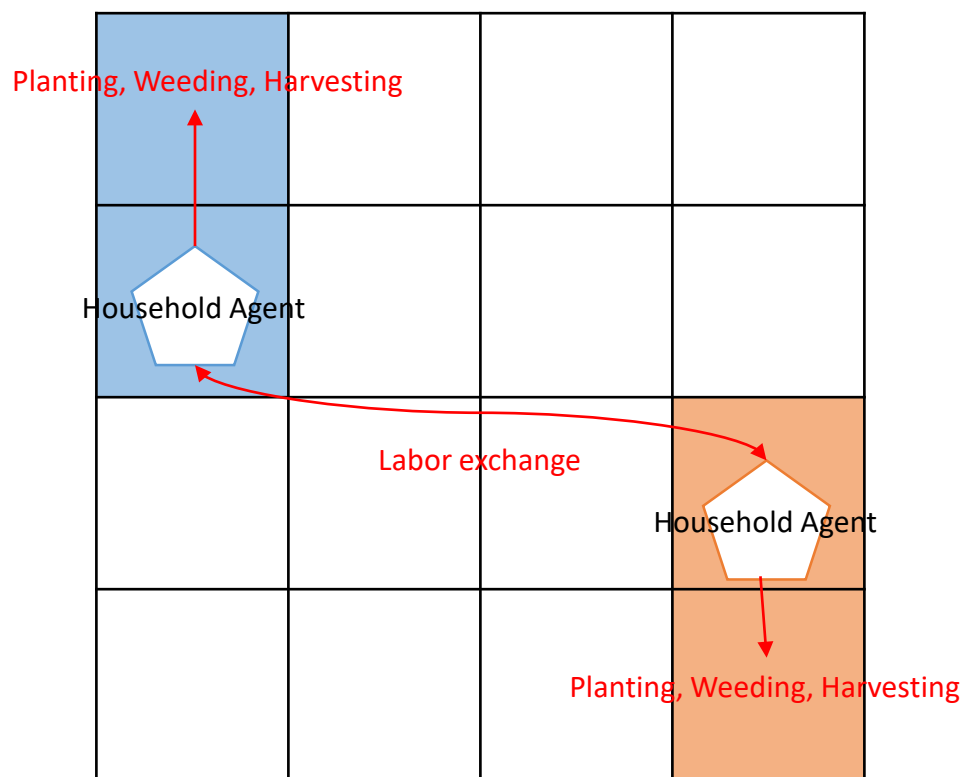 Planting, Weeding, Harvesting
Household Agent
Labor exchange
Household Agent
Planting, Weeding, Harvesting